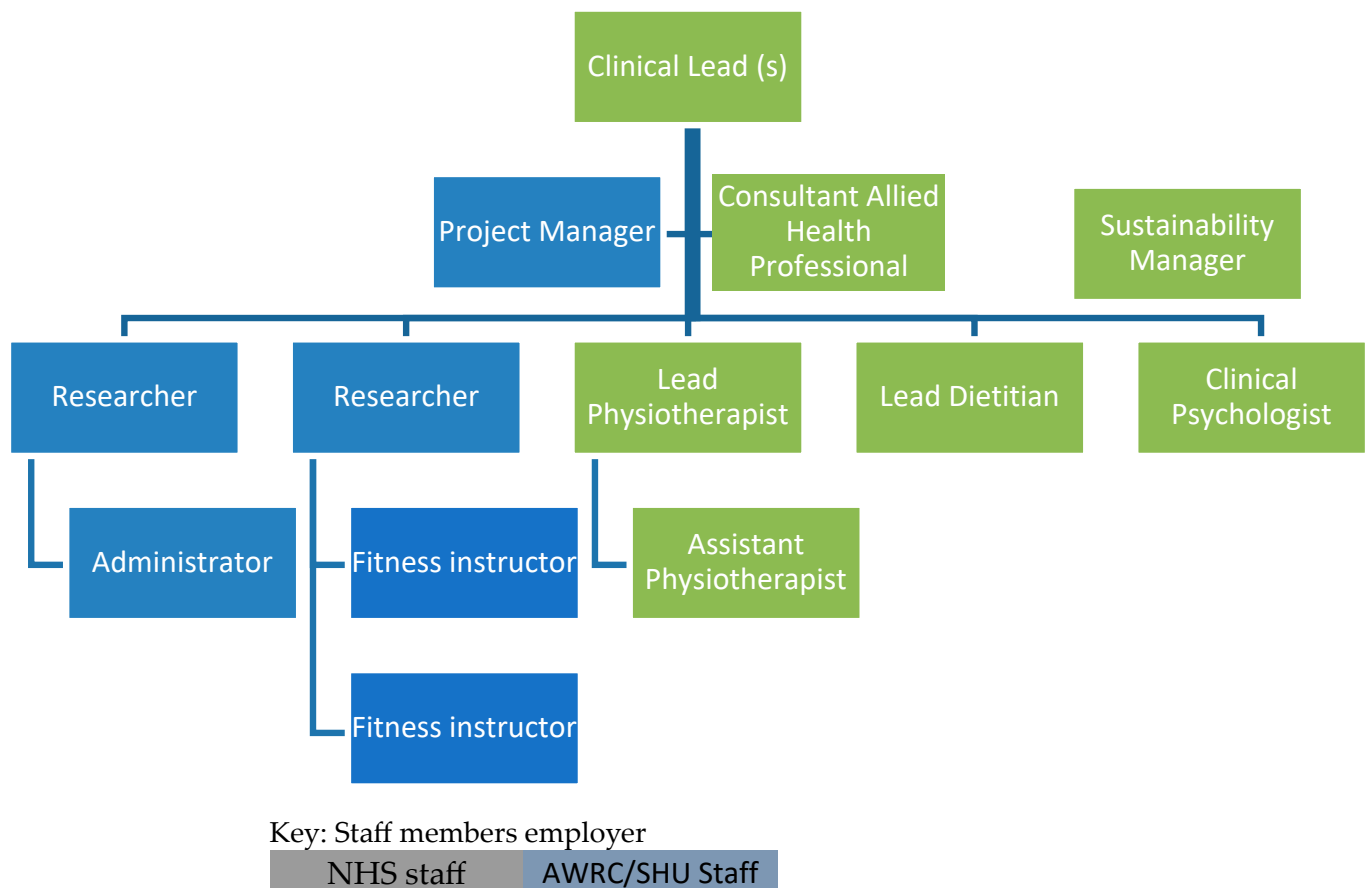 Clinical Lead (s)
Project Manager
Consultant Allied
Health
Professional
Sustainability
Manager
Researcher
Researcher
Lead
Physiotherapist
Lead Dietitian
Clinical
Psychologist
Administrator
Fitness instructor
Assistant
Physiotherapist
Fitness instructor
Key: Staff members employer
NHS staff
AWRC/SHU Staff